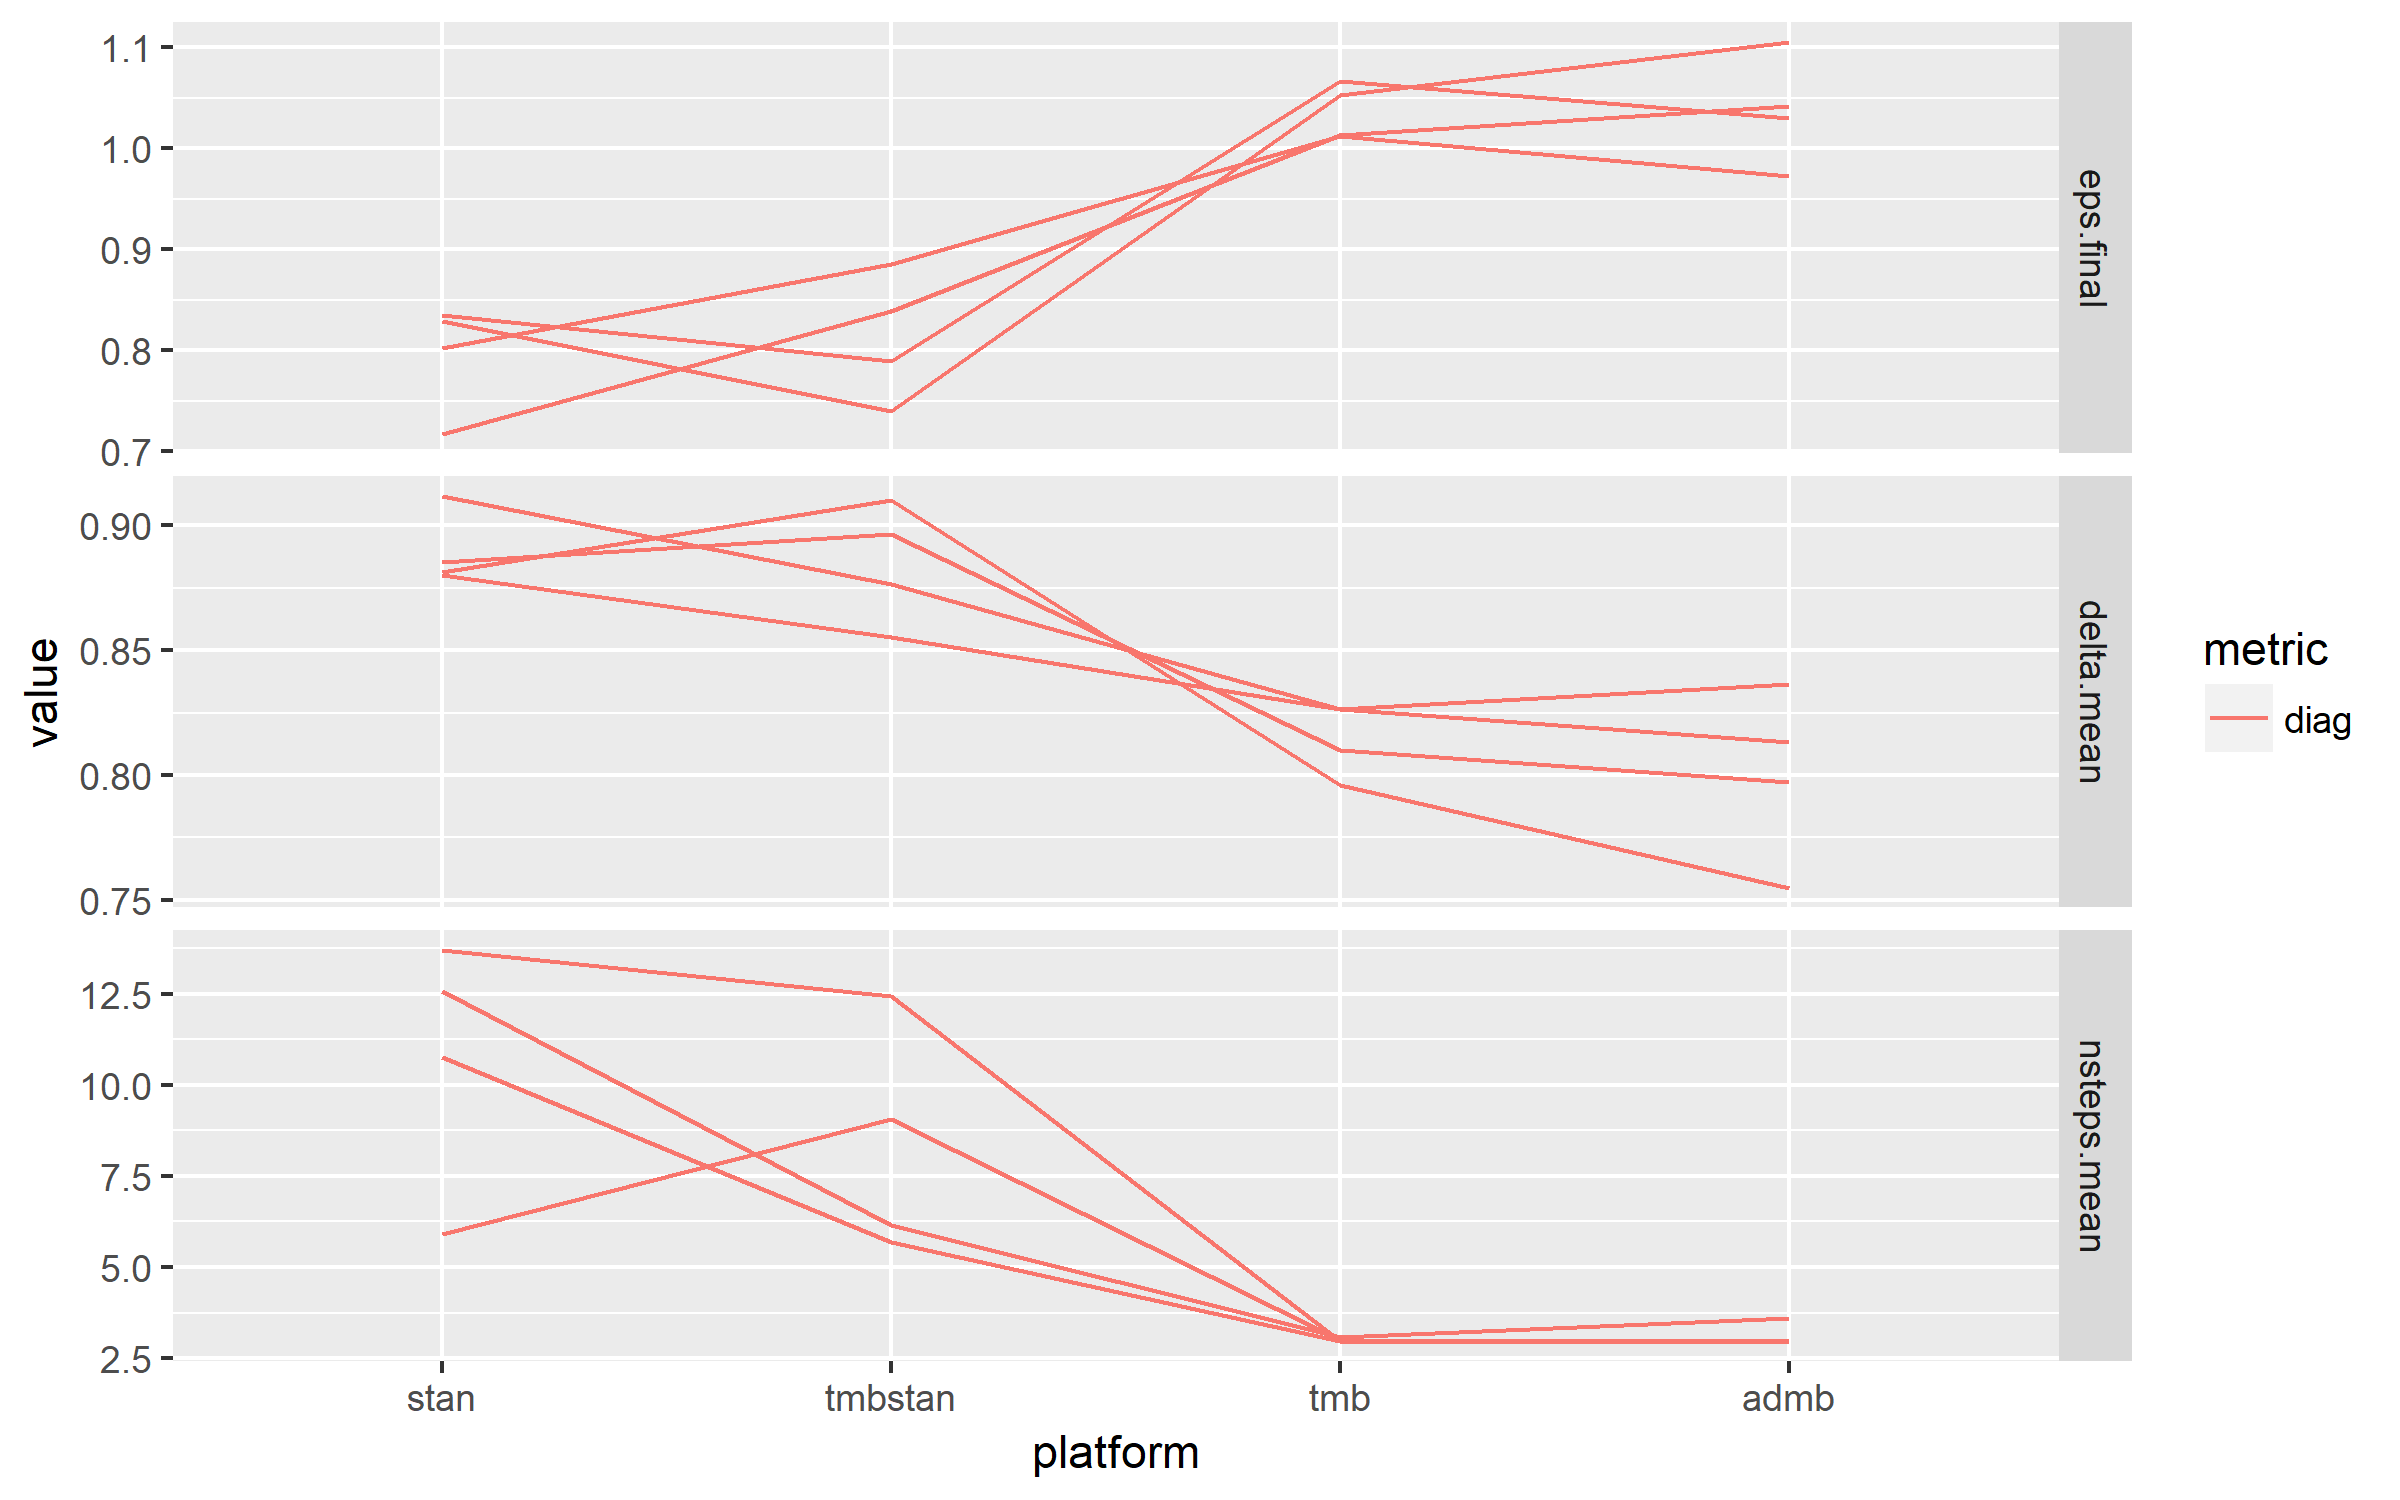 1.1
1.0
0.9
0.8
0.7
eps.final
0.90
0.85
0.80
0.75
delta.mean
12.5
10.0
7.5
5.0
2.5
nsteps.mean
value
stan tmbstan tmb admb
platform
metric
diag